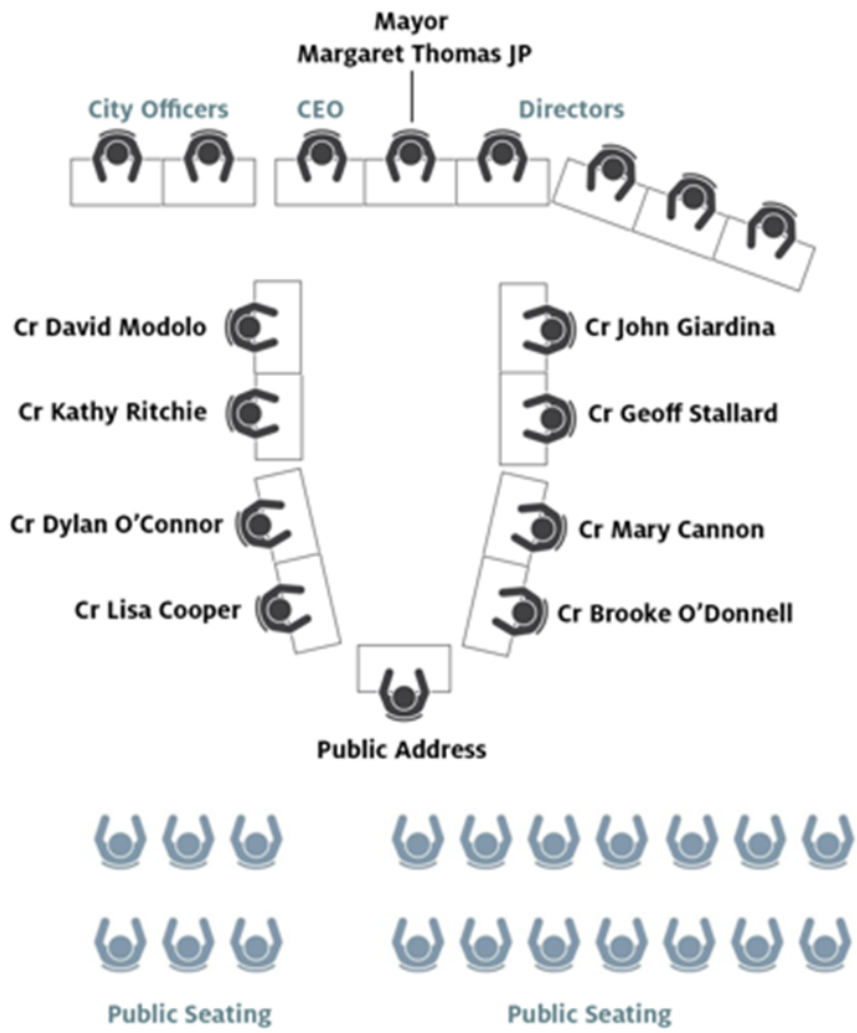 Mayor
Margaret Thomas JP
City Officers CEO Directors
Cr David Modolo Cr John Giardina
Cr Kathy Ritchie Cr Geoff Stallard
Cr Dylan O’Connor Cr Mary Cannon
Cr Lisa Cooper Cr Brooke O’Donnell
Public Address
Public Seating Public Seating